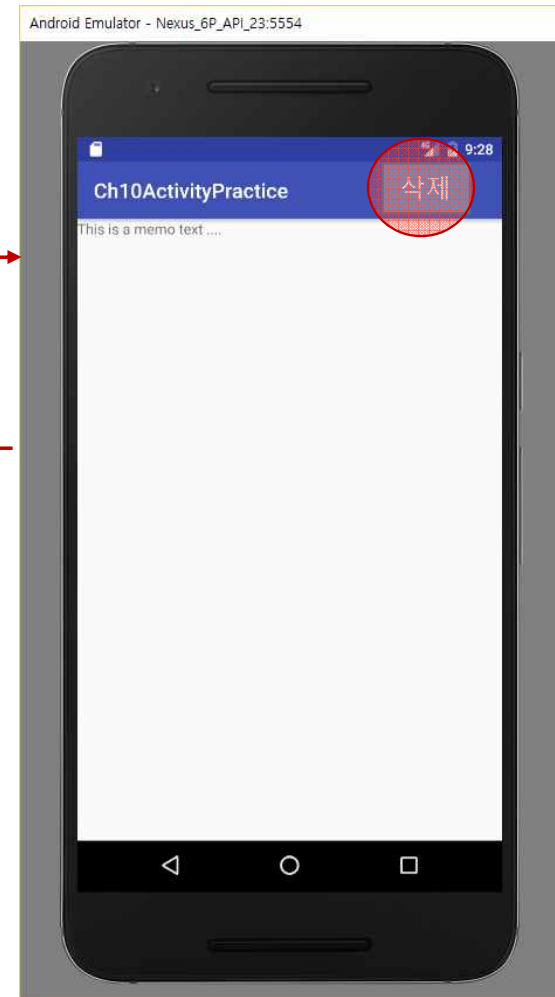 Android Emulator - Nexus_6P_API_23:5554
9:28
Ch10ActivityPractice 삭제
This is a memo text ....